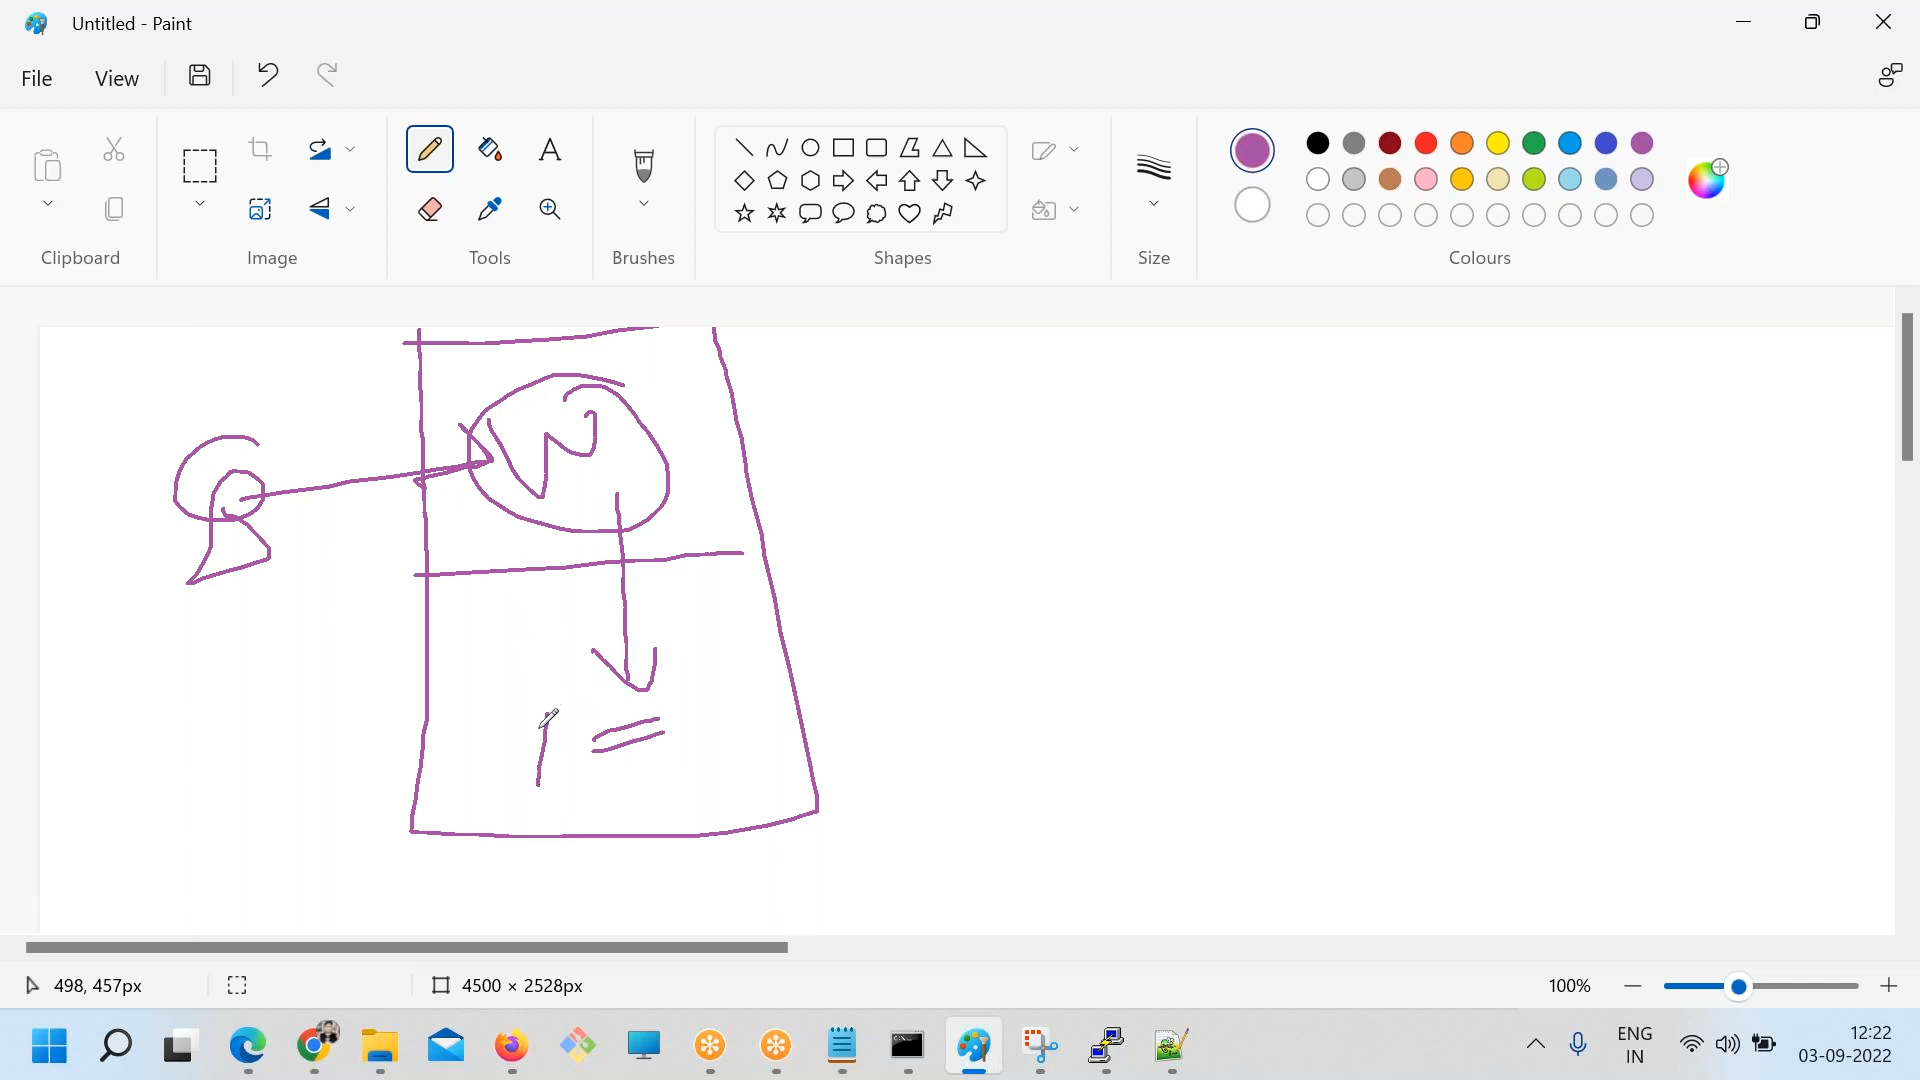 Untitled - Paint
File View
Clipboard Image Tools Brushes Shapes Size Colours
W
498, 457px 4500 × 2528px 100%
ENG 12:22
IN 03-09-2022